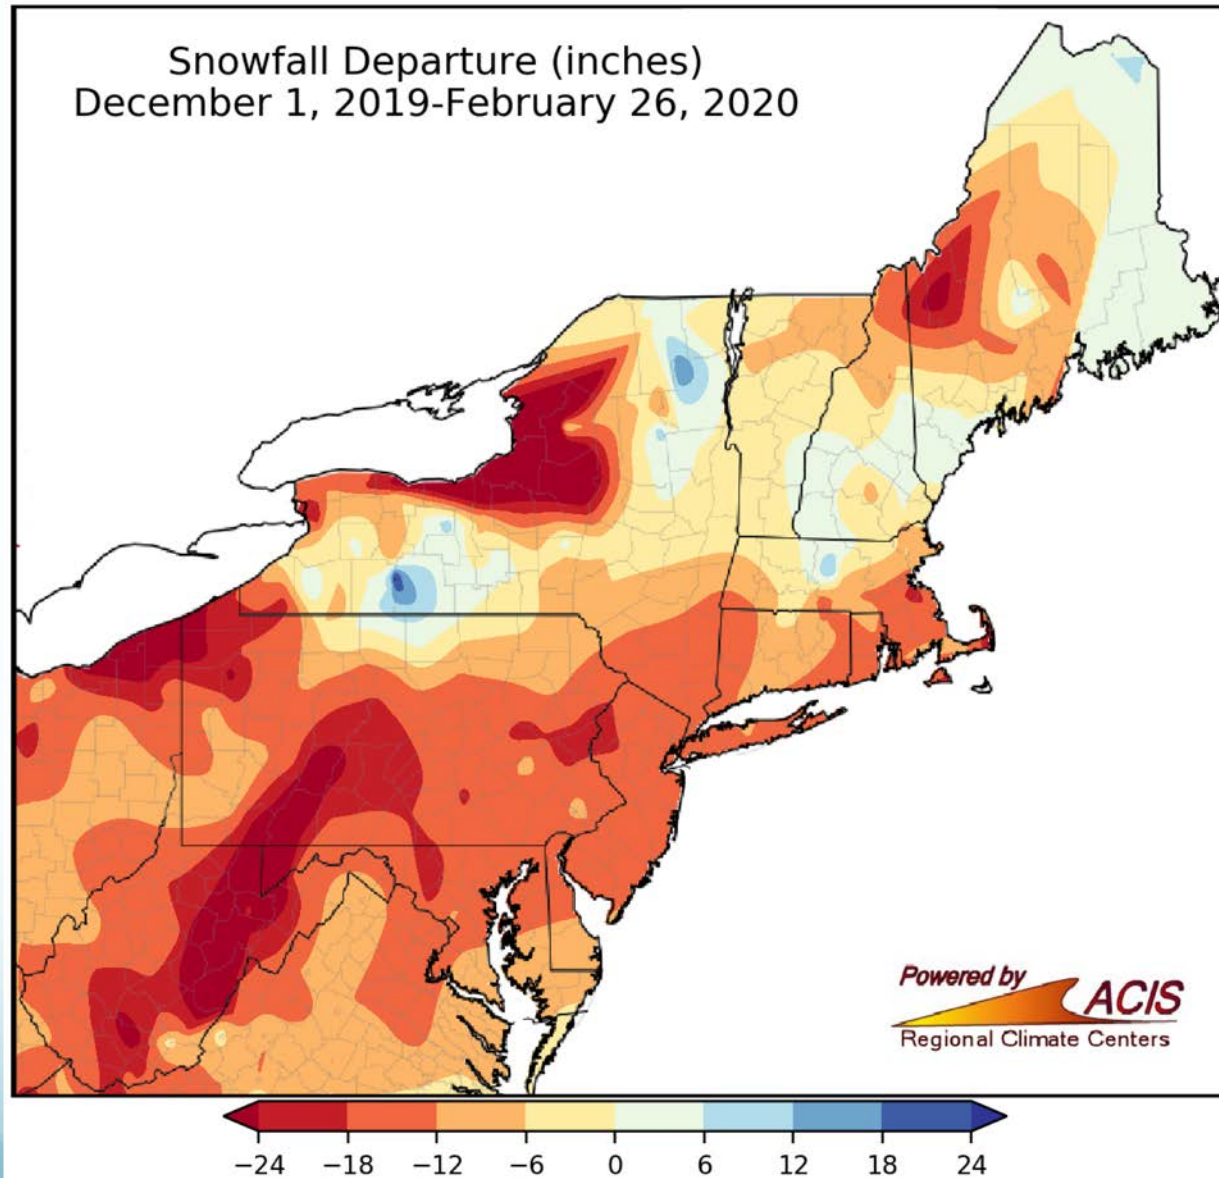 Snowfall Departure (inches)
December 1, 2019-February 26, 2020
Powered by
ACIS
Regional Climate Centers
−24 −18 −12 −6 0 6 12 18 24